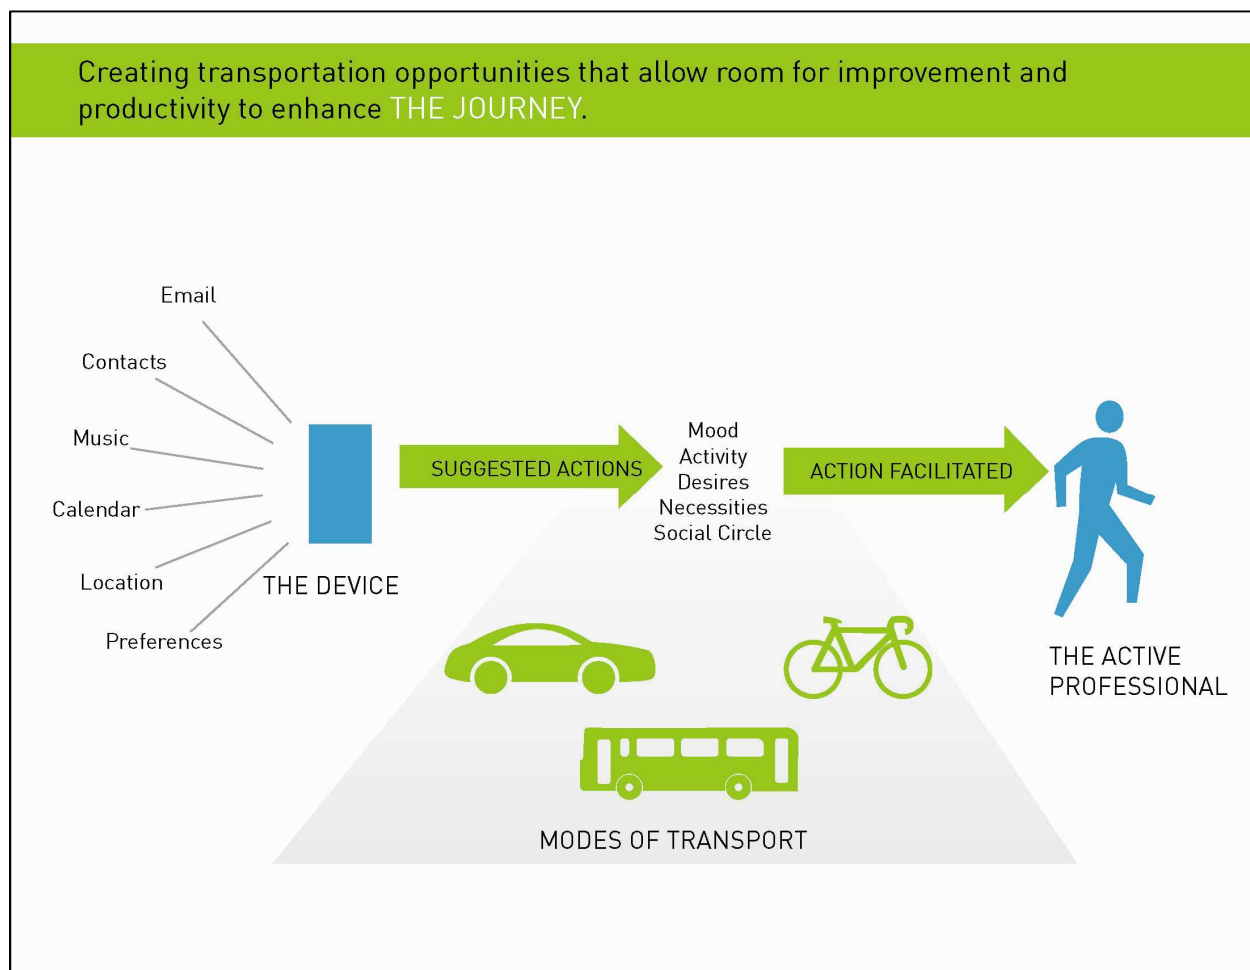 Creating transportation opportunities that allow room for improvement and
productivity to enhance THE JOURNEY.
Email
Contacts
Music
Calendar
Location
Preferences
THE DEVICE
SUGGESTED ACTIONS
Mood
Activity
Desires
Necessities
Social Circle
ACTION FACILITATED
THE ACTIVE
PROFESSIONAL
MODES OF TRANSPORT